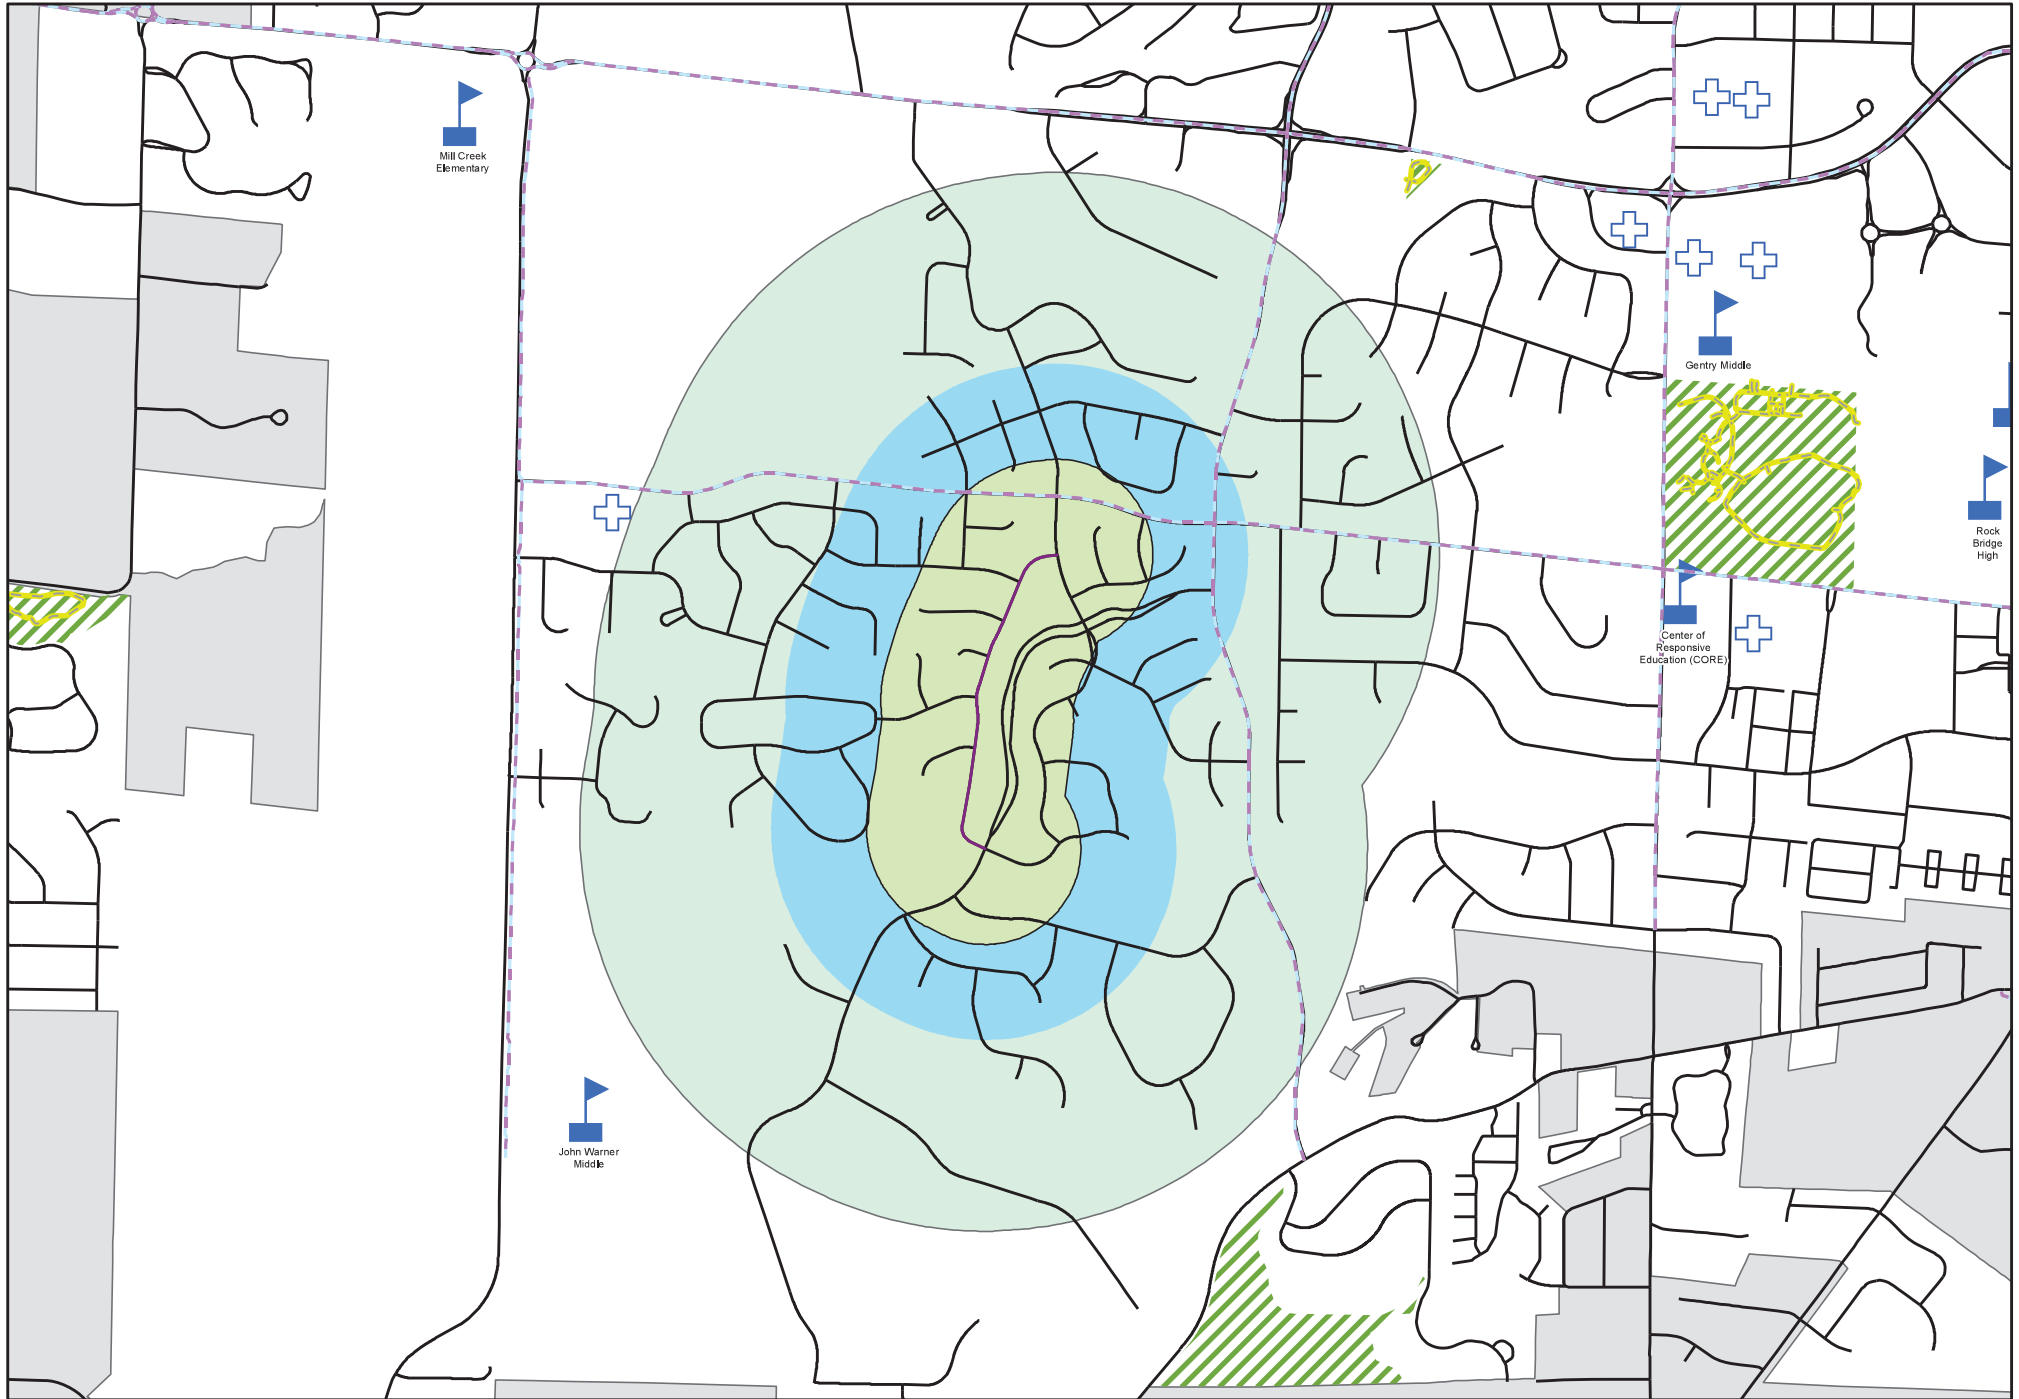 Mill Creek
Elementary
Gentry Middle
Rock
Bridge
High
Center of
Responsive
Education (CORE)
John Warner
Middle